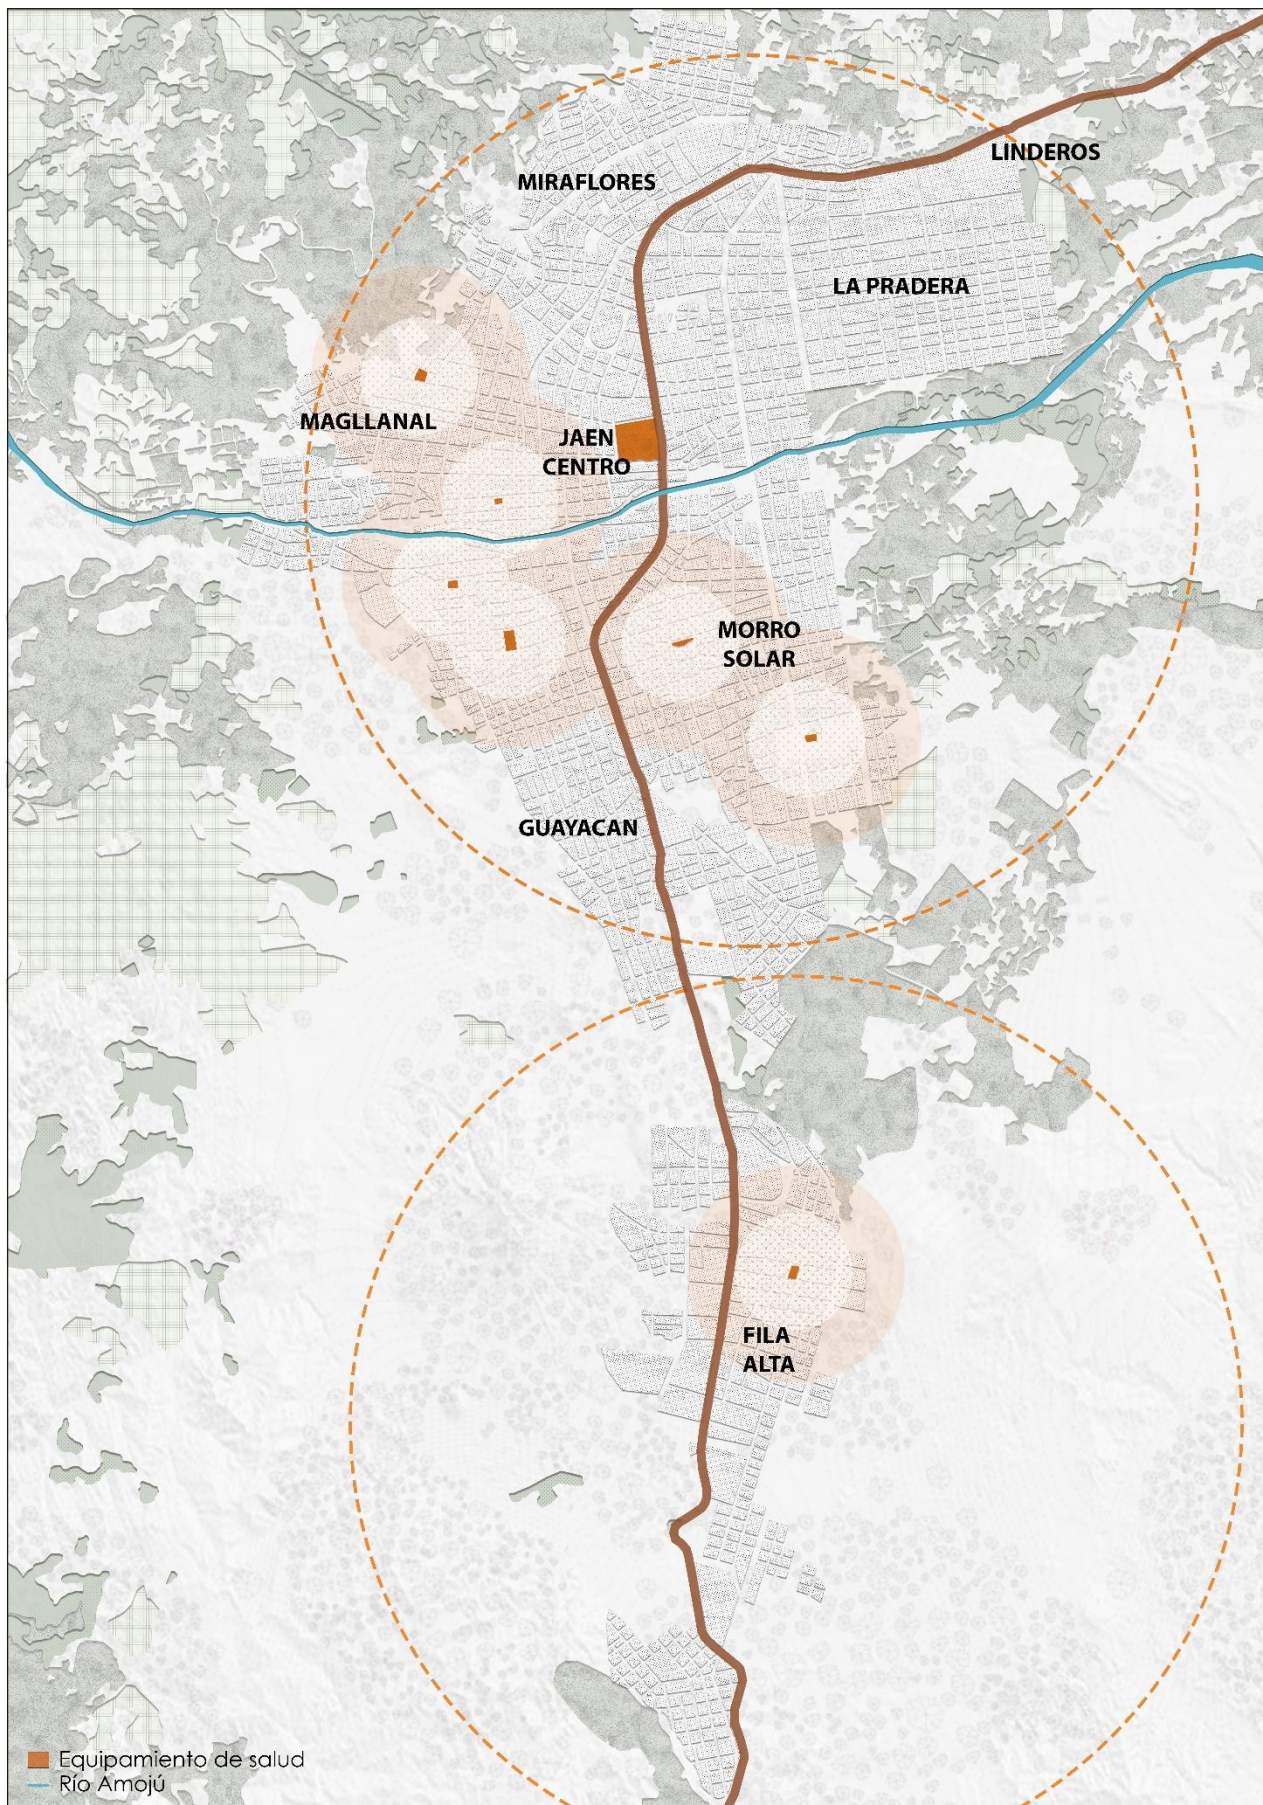 LINDEROS
MIRAFLORES
LA PRADERA
MAGLLANAL
JAEN
CENTRO
MORRO
SOLAR
GUAYACAN
FILA
ALTA
Equipamiento de salud
Río Amojú